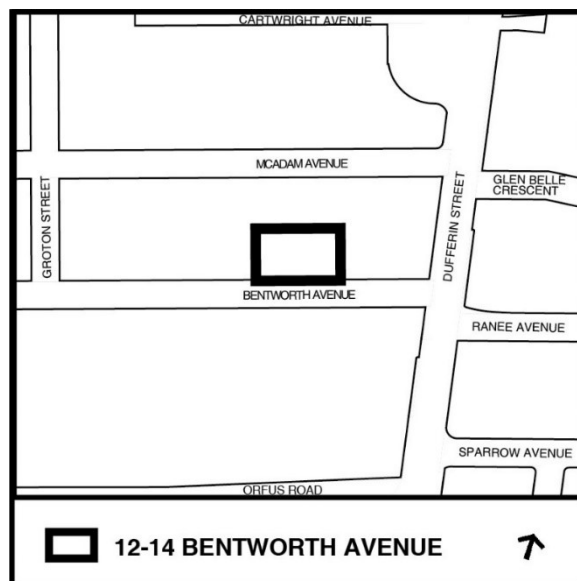 CARTWRIGHT AVENUE
MCADAM AVENUE
GLEN BELLE
CRESCENT
GROTON STREET
DUFFERIN STREET
BENTWORTH AVENUE
RANEE AVENUE
SPARROW AVENUE
ORFUS ROAD
12-14 BENTWORTH AVENUE